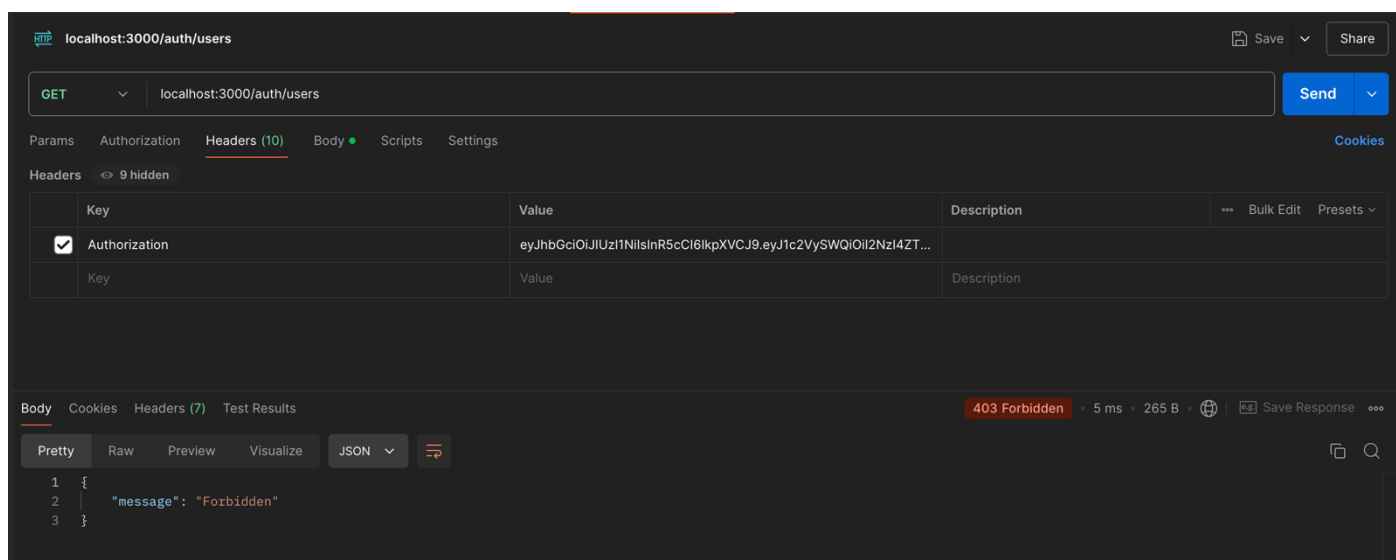 HTTP localhost:3000/auth/users Save Share
GET localhost:3000/auth/users Send
Params Authorization Headers (10) Body Scripts Settings Cookies
Headers 9 hidden
Key Value Description Bulk Edit Presets
Authorization eyJhbGciOiJIUzI1NiIsInR5cCI6IkpXVCJ9.eyJ1c2VySWQiOiI2NzI4ZT...
Key Value Description
Body Cookies Headers (7) Test Results 403 Forbidden 5 ms 265 B e.g. Save Response
Pretty Raw Preview Visualize JSON
1 {
2 "message": "Forbidden"
3 }